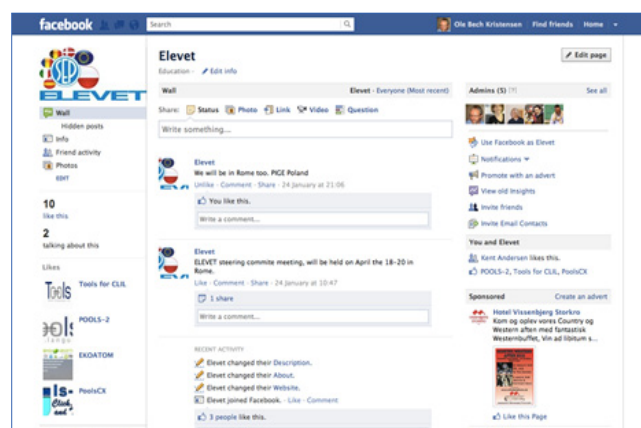 facebook
Search
Ole Bech Kristensen Find friends Home
SEP
ELEVET
Wall
Hidden posts
Info
Friend activity
Photos
EDIT
10
like this
2
talking about this
Likes
Tools
Tools for CLIL
POOLS-2
EKOATOM
PoolsCX
Elevet
Education · Edit info
Edit page
Wall
Elevet · Everyone (Most recent)
Share: Status Photo Link Video Question
Write something...
Elevet
We will be in Rome too. PIGE Poland
Unlike · Comment · Share · 24 January at 21:06
You like this.
Write a comment...
Elevet
ELEVET steering commite meeting, will be held on April the 18-20 in
Rome.
Like · Comment · Share · 24 January at 10:47
1 share
Write a comment...
RECENT ACTIVITY
Elevet changed their Description.
Elevet changed their About.
Elevet changed their Website.
Elevet joined Facebook. · Like · Comment
3 people like this.
Admins (5) [?]
See all
Use Facebook as Elevet
Notifications
Promote with an advert
View old Insights
Invite friends
Invite Email Contacts
You and Elevet
Kent Andersen likes this.
POOLS-2, Tools for CLIL, PoolsCX
Sponsored
Create an advert
Hotel Vissenbjerg Storkro
Kom og oplev vores Country og
Western aften med fantastisk
Westernbuffet, Vin ad libitum s...
Like this Page